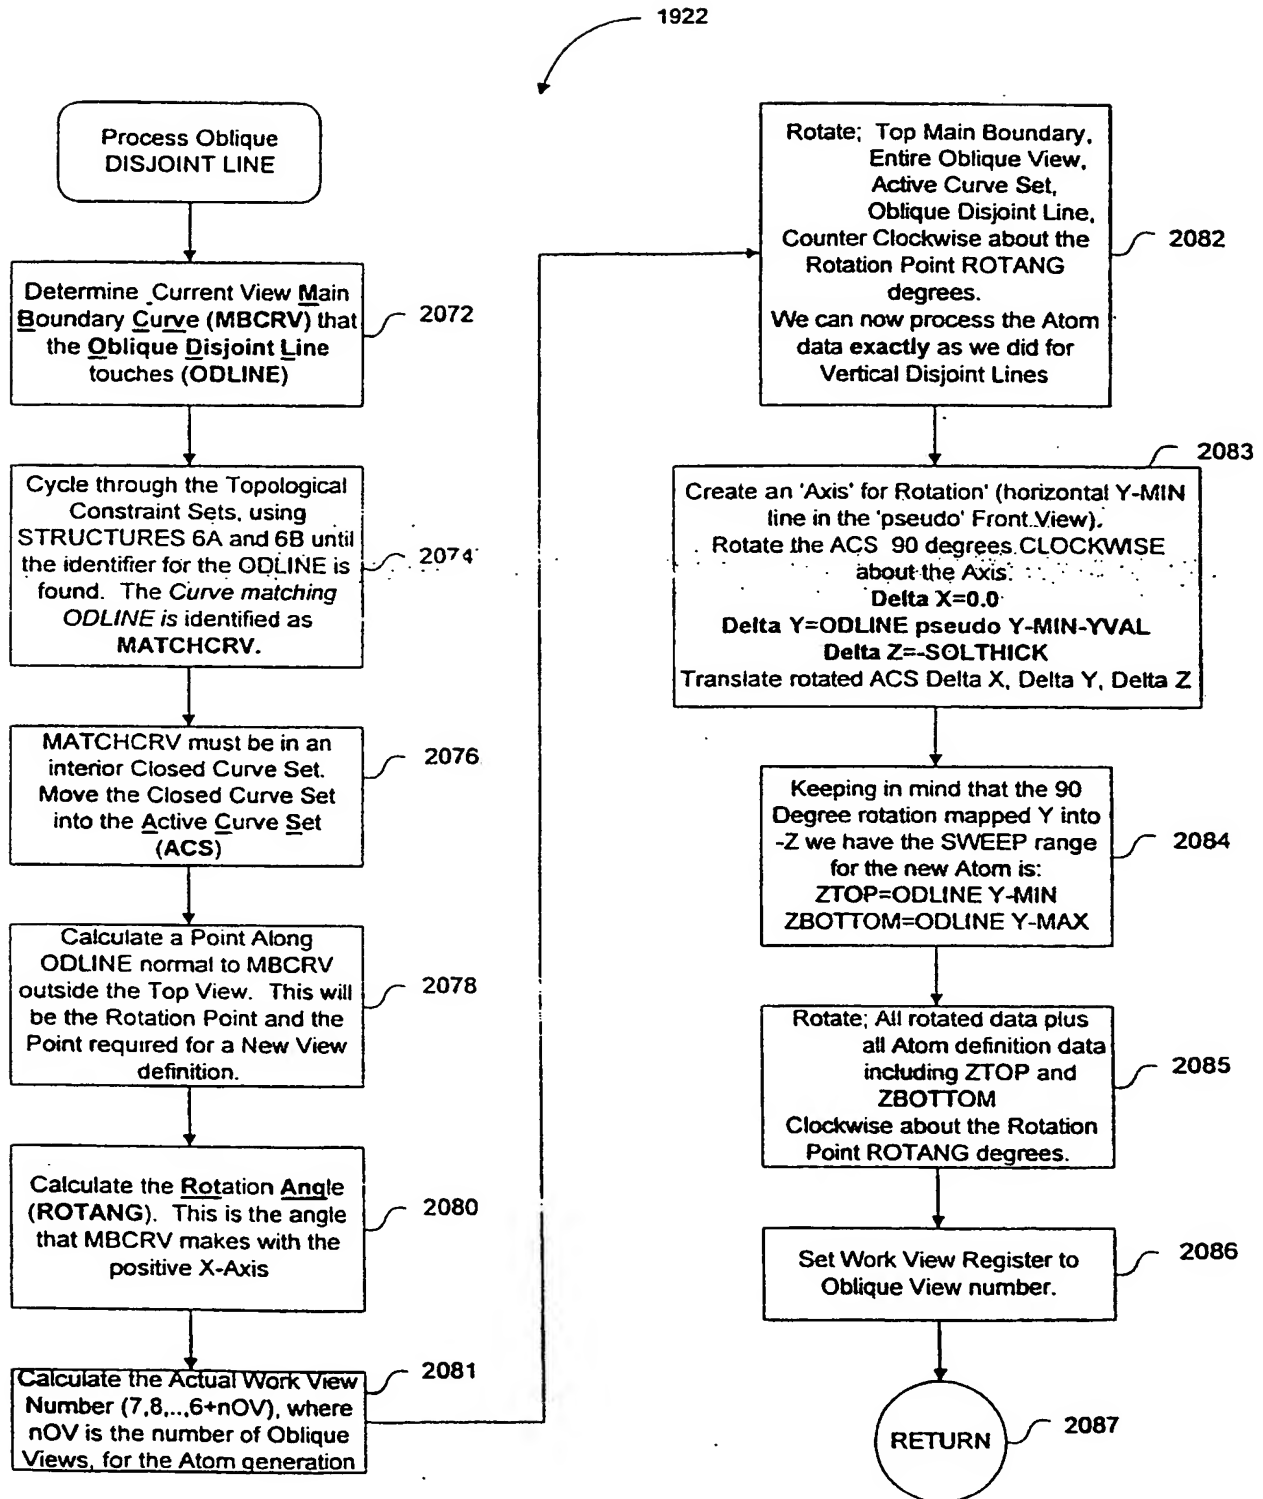 1922
Process Oblique
DISJOINT LINE
Determine Current View Main
Boundary Curve (MBCRV) that
the Oblique Disjoint Line
touches (ODLINE)
2072
Cycle through the Topological
Constraint Sets, using
STRUCTURES 6A and 6B until
the identifier for the ODLINE is
found. The Curve matching
ODLINE is identified as
MATCHCRV.
2074
MATCHCRV must be in an
interior Closed Curve Set.
Move the Closed Curve Set
into the Active Curve Set
(ACS)
2076
Calculate a Point Along
ODLINE normal to MBCRV
outside the Top View. This will
be the Rotation Point and the
Point required for a New View
definition.
2078
Calculate the Rotation Angle
(ROTANG). This is the angle
that MBCRV makes with the
positive X-Axis
2080
Calculate the Actual Work View
Number (7,8,..,6+nOV), where
nOV is the number of Oblique
Views, for the Atom generation
2081
Rotate; Top Main Boundary,
Entire Oblique View,
Active Curve Set,
Oblique Disjoint Line,
Counter Clockwise about the
Rotation Point ROTANG
degrees.
We can now process the Atom
data exactly as we did for
Vertical Disjoint Lines
2082
2083
Create an 'Axis' for Rotation' (horizontal Y-MIN
line in the 'pseudo' Front View).
Rotate the ACS 90 degrees CLOCKWISE
about the Axis.
Delta X=0.0
Delta Y=ODLINE pseudo Y-MIN-YVAL
Delta Z=-SOLTHICK
Translate rotated ACS Delta X, Delta Y, Delta Z
Keeping in mind that the 90
Degree rotation mapped Y into
-Z we have the SWEEP range
for the new Atom is:
ZTOP=ODLINE Y-MIN
ZBOTTOM=ODLINE Y-MAX
2084
Rotate; All rotated data plus
all Atom definition data
including ZTOP and
ZBOTTOM
Clockwise about the Rotation
Point ROTANG degrees.
2085
Set Work View Register to
Oblique View number.
2086
RETURN
2087